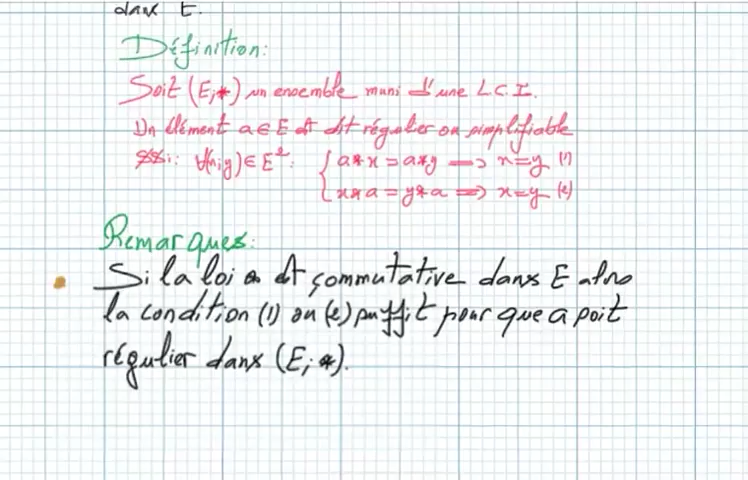 dans E.
Définition:
Soit (E;*) un ensemble muni d'une L.C.I.
Un élément a ∈ E est dit régulier ou simplifiable
ssi: ∀(x;y) ∈ E²: { a*x = a*y ⟹ x=y (1)
x*a = y*a ⟹ x=y (2)
Remarques:
• Si la loi * est commutative dans E alors
la condition (1) ou (2) suffit pour que a soit
régulier dans (E;*).